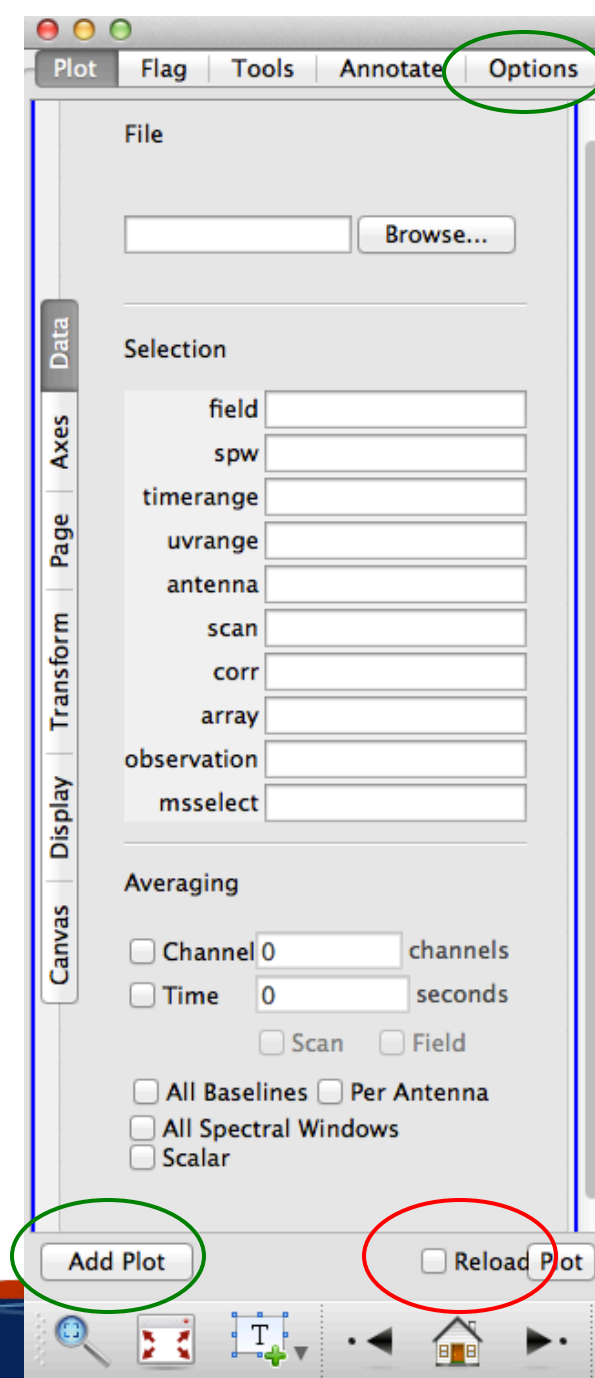 Plot Flag Tools Annotate Options
File
Browse...
Data
Selection
field
spw
Axes
timerange
Page
uvrange
antenna
scan
Transform
corr
array
observation
Display
msselect
Averaging
Canvas
Channel 0 channels
Time 0 seconds
Scan Field
All Baselines Per Antenna
All Spectral Windows
Scalar
Add Plot Reload Plot
T